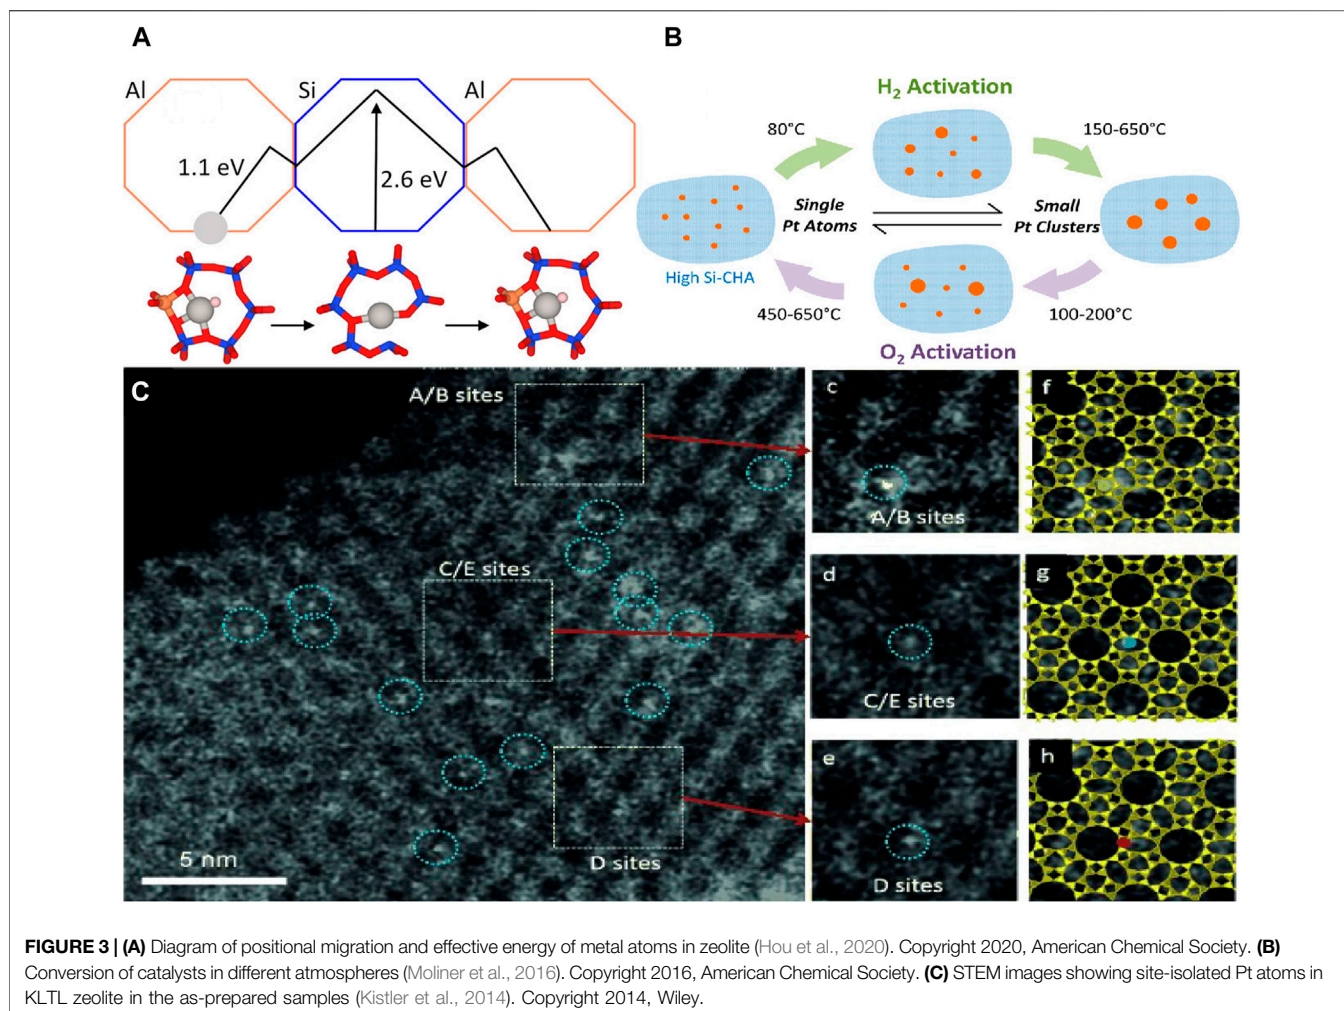 A
B
Al
Si
Al
1.1 eV
2.6 eV
H₂ Activation
80°C
150-650°C
Single
Pt Atoms
Small
Pt Clusters
High Si-CHA
450-650°C
100-200°C
O₂ Activation
C
A/B sites
C/E sites
D sites
5 nm
c
A/B sites
f
d
C/E sites
g
e
D sites
h
FIGURE 3 | (A) Diagram of positional migration and effective energy of metal atoms in zeolite (Hou et al., 2020). Copyright 2020, American Chemical Society. (B)
Conversion of catalysts in different atmospheres (Moliner et al., 2016). Copyright 2016, American Chemical Society. (C) STEM images showing site-isolated Pt atoms in
KLTL zeolite in the as-prepared samples (Kistler et al., 2014). Copyright 2014, Wiley.